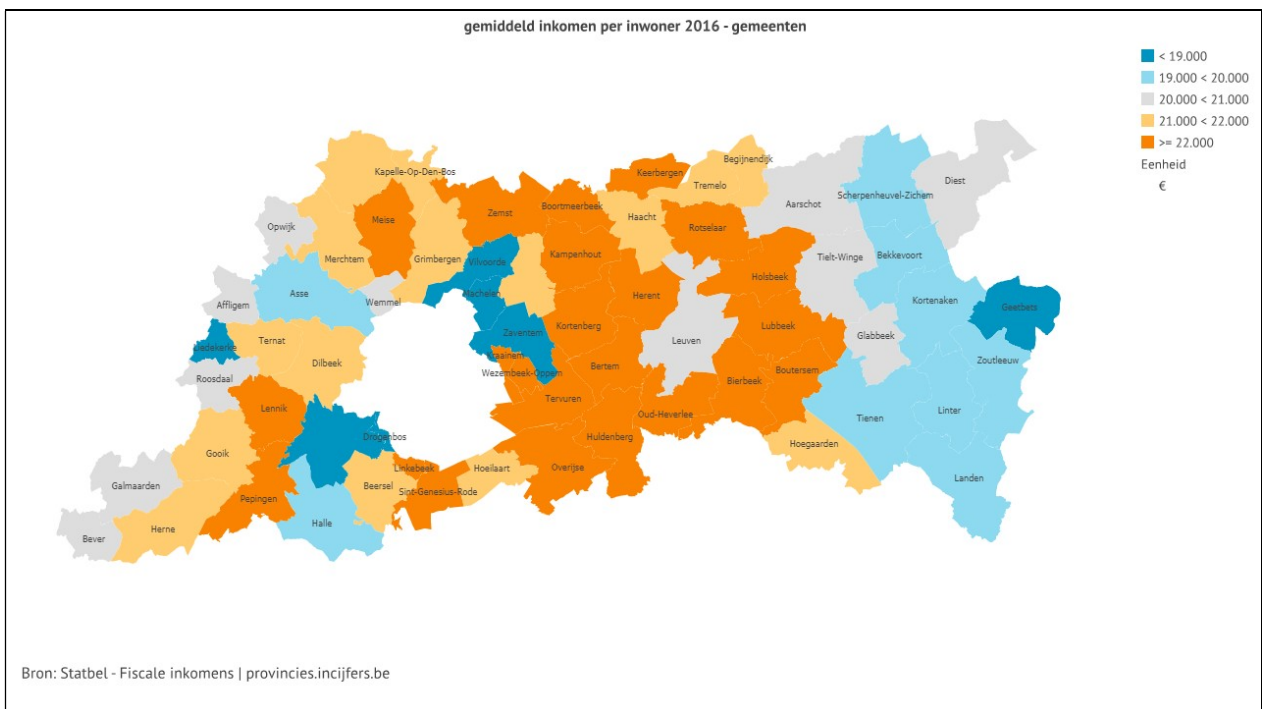 gemiddeld inkomen per inwoner 2016 - gemeenten
< 19.000
19.000 < 20.000
20.000 < 21.000
21.000 < 22.000
>= 22.000
Eenheid
€
Kapelle-Op-Den-Bos
Keerbergen
Begijnendijk
Tremelo
Diest
Scherpenheuvel-Zichem
Aarschot
Meise
Zemst
Boortmeerbeek
Haacht
Opwijk
Rotselaar
Merchtem
Grimbergen
Vilvoorde
Kampenhout
Tielt-Winge
Bekkevoort
Holsbeek
Asse
Machelen
Herent
Affligem
Wemmel
Kortenaken
Geetbets
Kortenberg
Lubbeek
Zaventem
Glabbeek
Ternat
Leuven
Liedekerke
Kraainem
Zoutleeuw
Dilbeek
Bertem
Wezembeek-Oppem
Boutersem
Roosdaal
Bierbeek
Tervuren
Lennik
Linter
Oud-Heverlee
Tienen
Drogenbos
Huldenberg
Hoegaarden
Gooik
Linkebeek
Hoeilaart
Overijse
Landen
Galmaarden
Beersel
Sint-Genesius-Rode
Pepingen
Halle
Herne
Bever
Bron: Statbel - Fiscale inkomens | provincies.incijfers.be